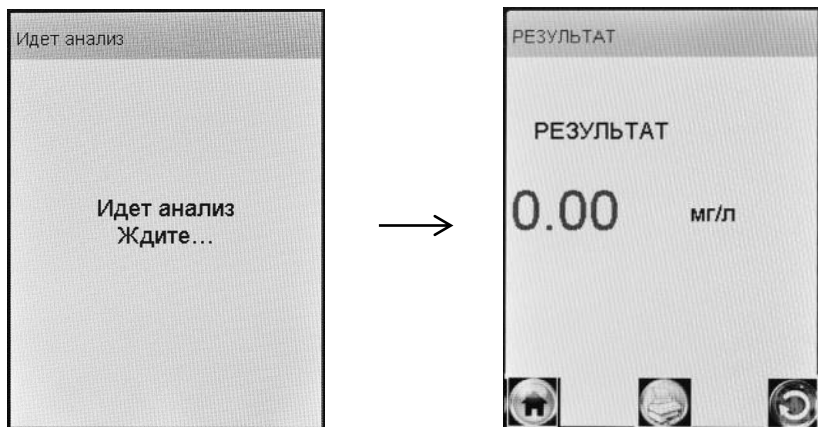 Идет анализ
Идет анализ
Ждите...
РЕЗУЛЬТАТ
РЕЗУЛЬТАТ
0.00 мг/л